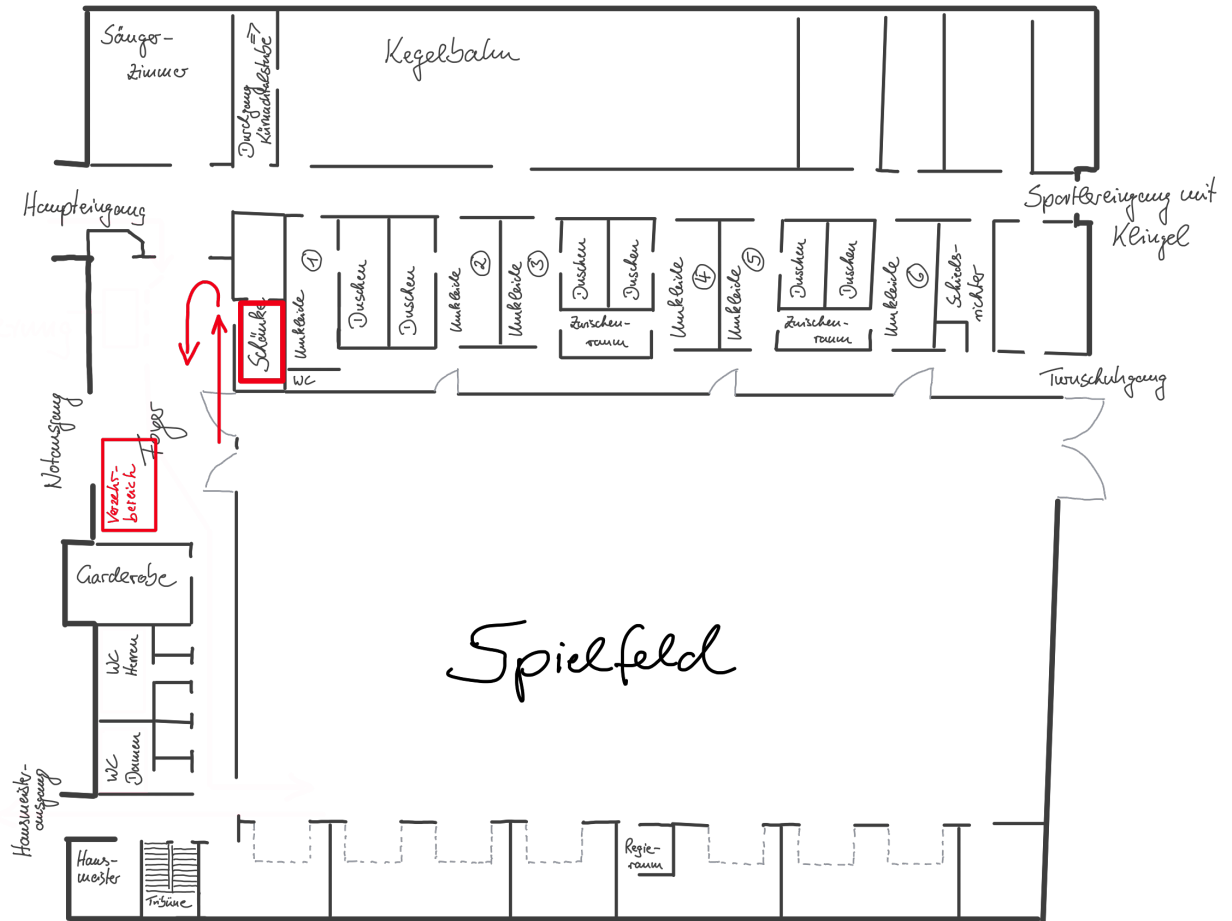 Sänger-
zimmer
Durchgang =>
Kürnachtalstube
Kegelbahn
Haupteingang
Sportlereingang mit
Klingel
Schänke
Umkleide
1
Duschen
Duschen
Umkleide
2
Umkleide
3
Duschen
Duschen
Zwischen-
raum
Umkleide
4
Umkleide
5
Duschen
Duschen
Zwischen-
raum
Umkleide
6
Schieds-
richter
WC
Turnschuhgang
Notausgang
Foyer
Verzehr-
bereich
Garderobe
WC
Herren
WC
Damen
Spielfeld
Hausmeister-
ausgang
Haus-
meister
Tribüne
Regie-
raum